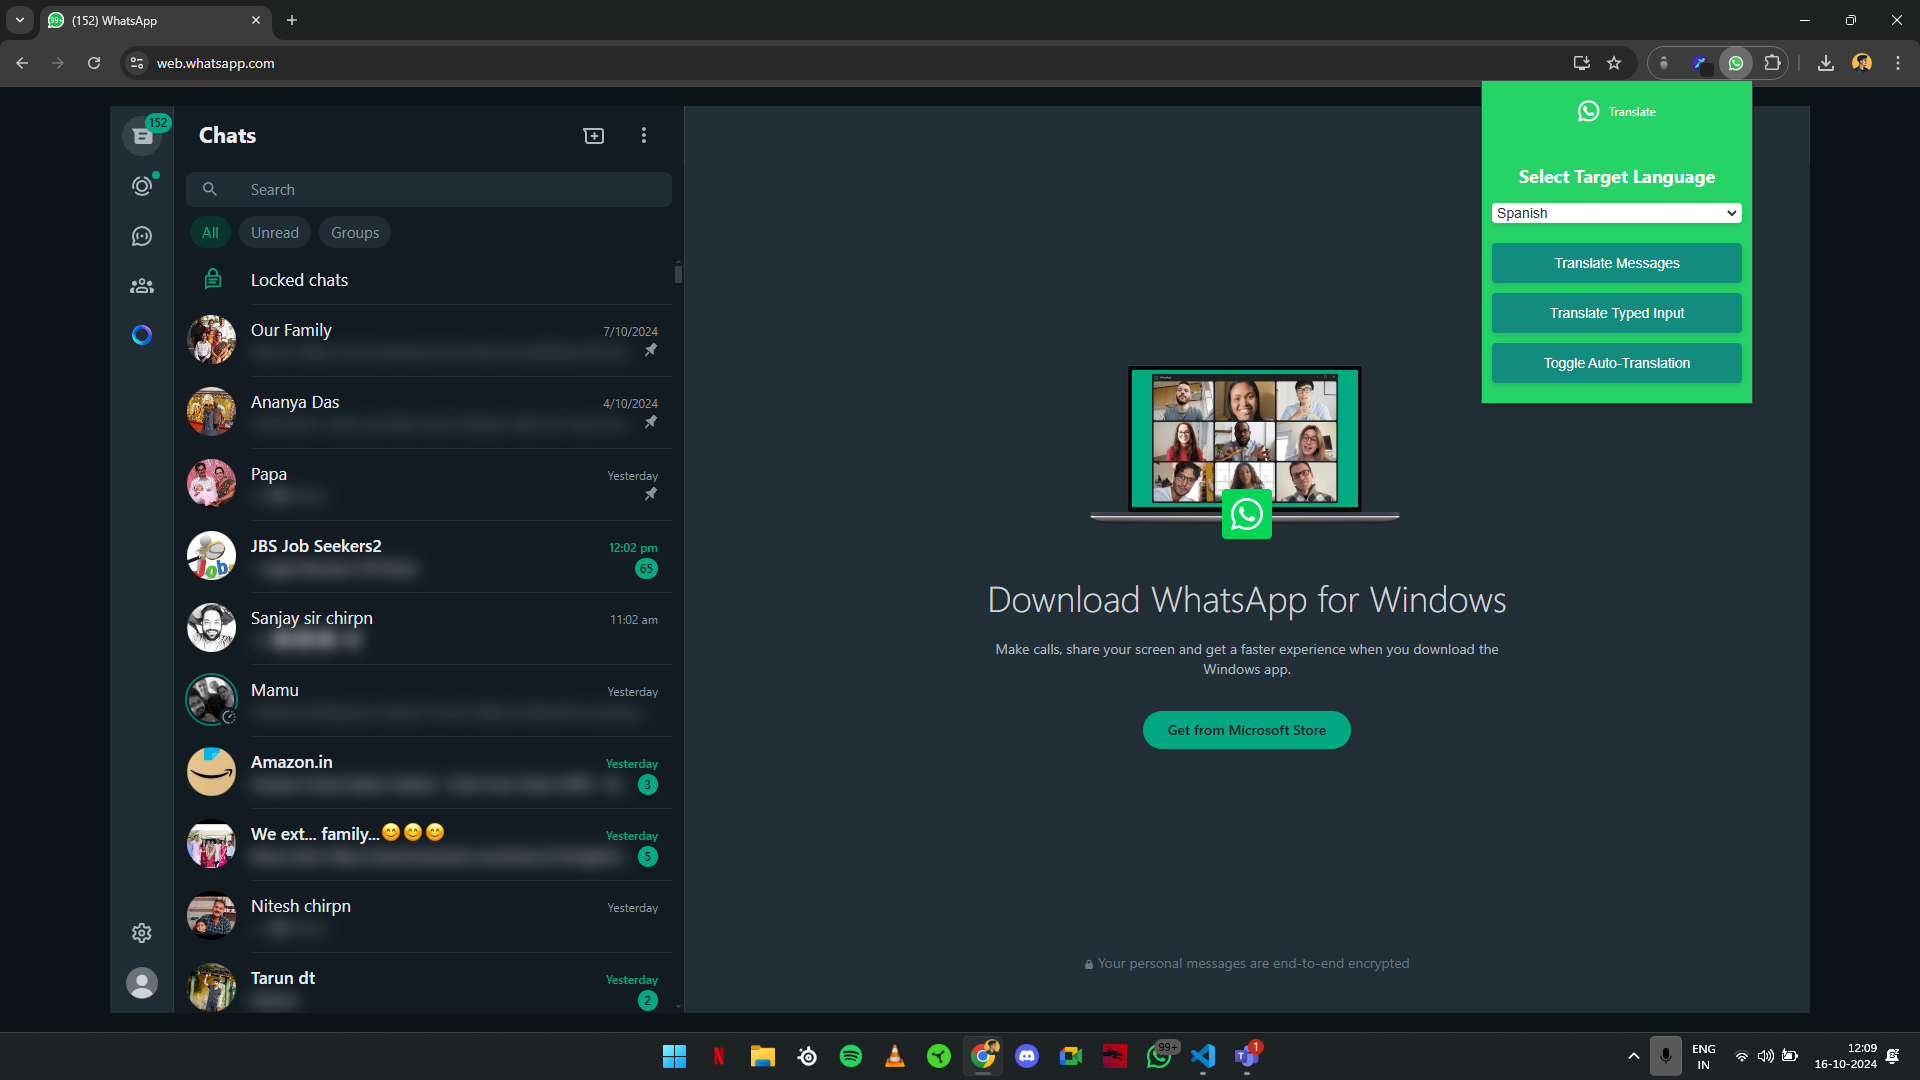 (152) WhatsApp
web.whatsapp.com
152
Chats
Search
All
Unread
Groups
Locked chats
Our Family
7/10/2024
Ananya Das
4/10/2024
Papa
Yesterday
JBS Job Seekers2
12:02 pm
65
Sanjay sir chirpn
11:02 am
Mamu
Yesterday
Amazon.in
Yesterday
3
We ext... family...😊😊😊
Yesterday
5
Nitesh chirpn
Yesterday
Tarun dt
Yesterday
2
Translate
Select Target Language
Spanish
Translate Messages
Translate Typed Input
Toggle Auto-Translation
Download WhatsApp for Windows
Make calls, share your screen and get a faster experience when you download the
Windows app.
Get from Microsoft Store
Your personal messages are end-to-end encrypted
99+
1
ENG
IN
12:09
16-10-2024